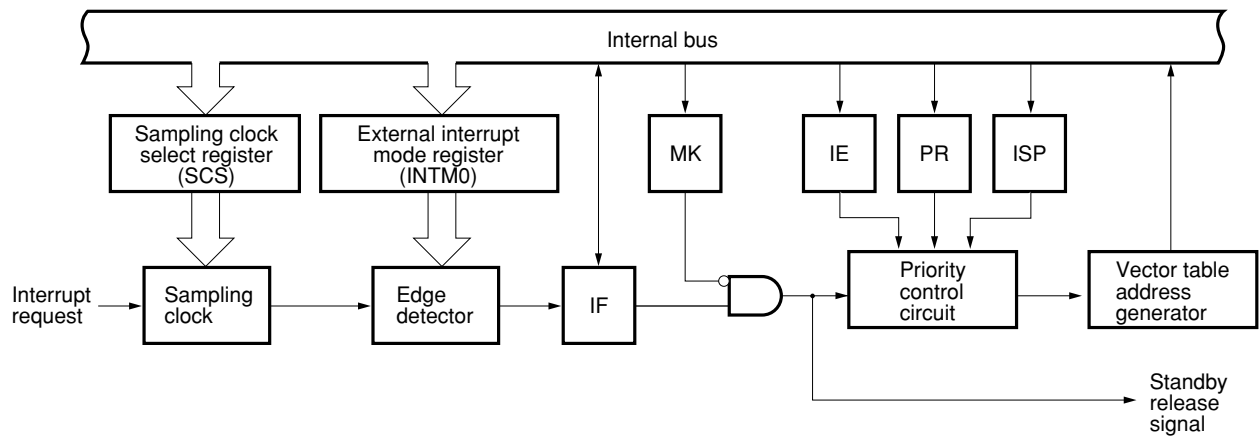 Internal bus
Sampling clock
select register
(SCS)
External interrupt
mode register
(INTM0)
MK
IE
PR
ISP
Interrupt
request
Sampling
clock
Edge
detector
IF
Priority
control
circuit
Vector table
address
generator
Standby
release
signal